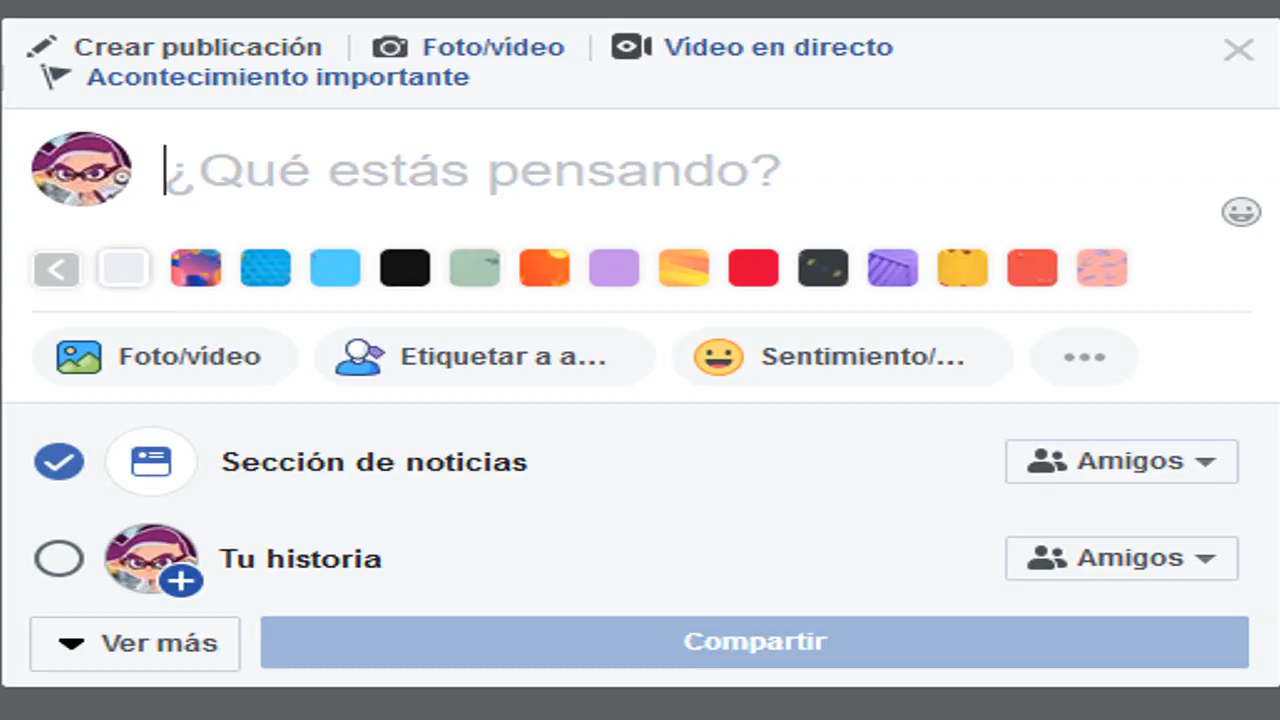 Crear publicación Foto/vídeo Vídeo en directo
Acontecimiento importante
¿Qué estás pensando?
Foto/vídeo Etiquetar a a... Sentimiento/...
Sección de noticias Amigos
Tu historia Amigos
Ver más Compartir